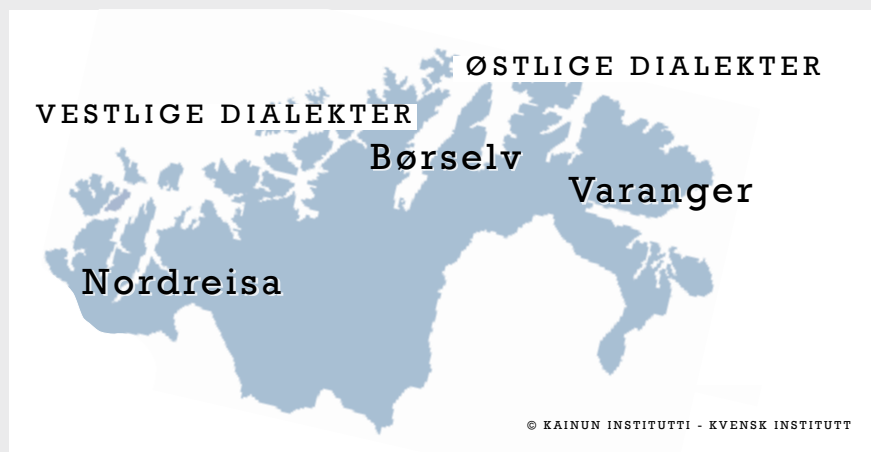 ØSTLIGE DIALEKTER
VESTLIGE DIALEKTER
Børselv
Varanger
Nordreisa
© KAINUN INSTITUTTI - KVENSK INSTITUTT